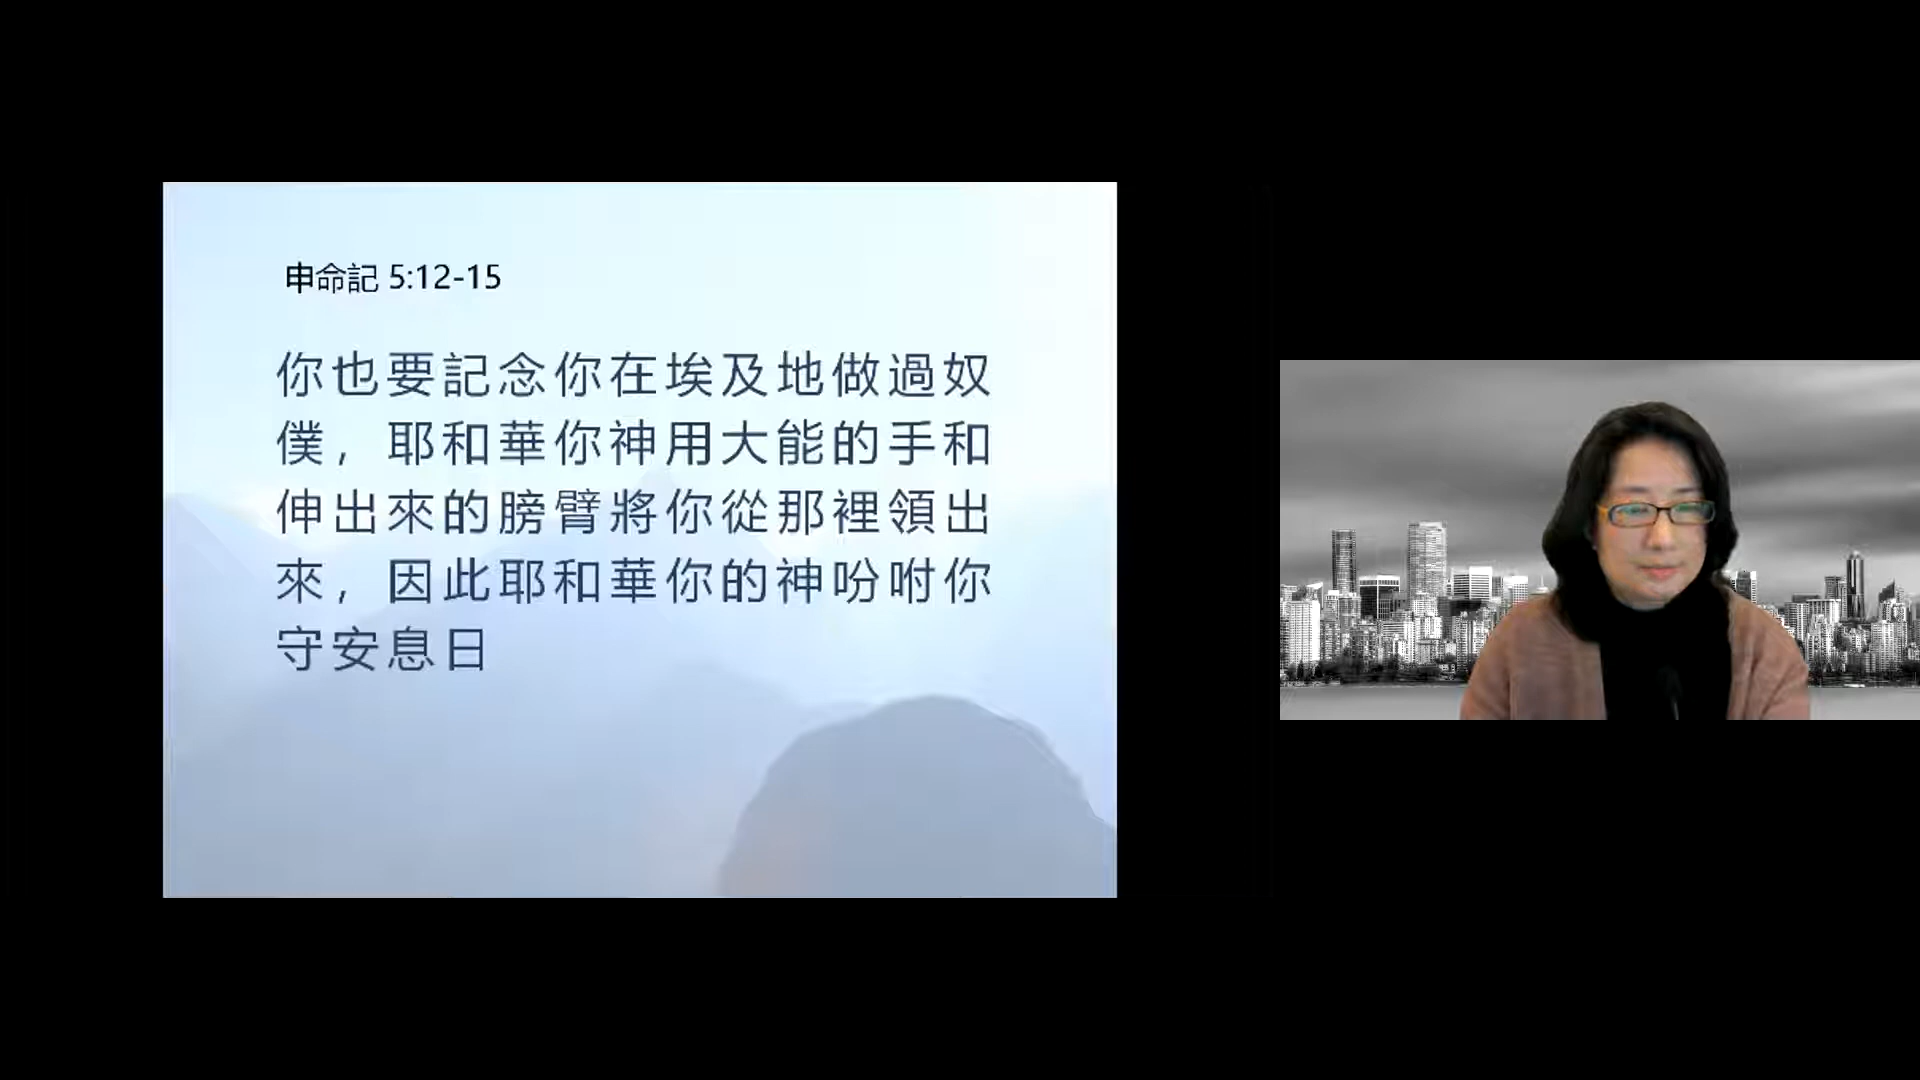 申命記 5:12-15
你也要記念你在埃及地做過奴
僕，耶和華你神用大能的手和
伸出來的膀臂將你從那裡領出
來，因此耶和華你的神吩咐你
守安息日